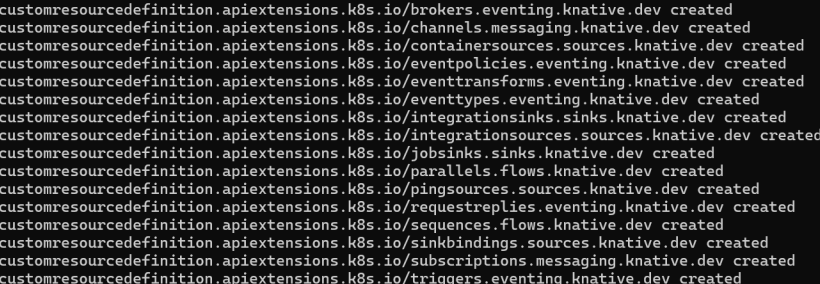 customresourcedefinition.apiextensions.k8s.io/brokers.eventing.knative.dev created
customresourcedefinition.apiextensions.k8s.io/channels.messaging.knative.dev created
customresourcedefinition.apiextensions.k8s.io/containersources.sources.knative.dev created
customresourcedefinition.apiextensions.k8s.io/eventpolicies.eventing.knative.dev created
customresourcedefinition.apiextensions.k8s.io/eventtransforms.eventing.knative.dev created
customresourcedefinition.apiextensions.k8s.io/eventtypes.eventing.knative.dev created
customresourcedefinition.apiextensions.k8s.io/integrationsinks.sinks.knative.dev created
customresourcedefinition.apiextensions.k8s.io/integrationsources.sources.knative.dev created
customresourcedefinition.apiextensions.k8s.io/jobsinks.sinks.knative.dev created
customresourcedefinition.apiextensions.k8s.io/parallels.flows.knative.dev created
customresourcedefinition.apiextensions.k8s.io/pingsources.sources.knative.dev created
customresourcedefinition.apiextensions.k8s.io/requestreplies.eventing.knative.dev created
customresourcedefinition.apiextensions.k8s.io/sequences.flows.knative.dev created
customresourcedefinition.apiextensions.k8s.io/sinkbindings.sources.knative.dev created
customresourcedefinition.apiextensions.k8s.io/subscriptions.messaging.knative.dev created
customresourcedefinition.apiextensions.k8s.io/triggers.eventing.knative.dev created